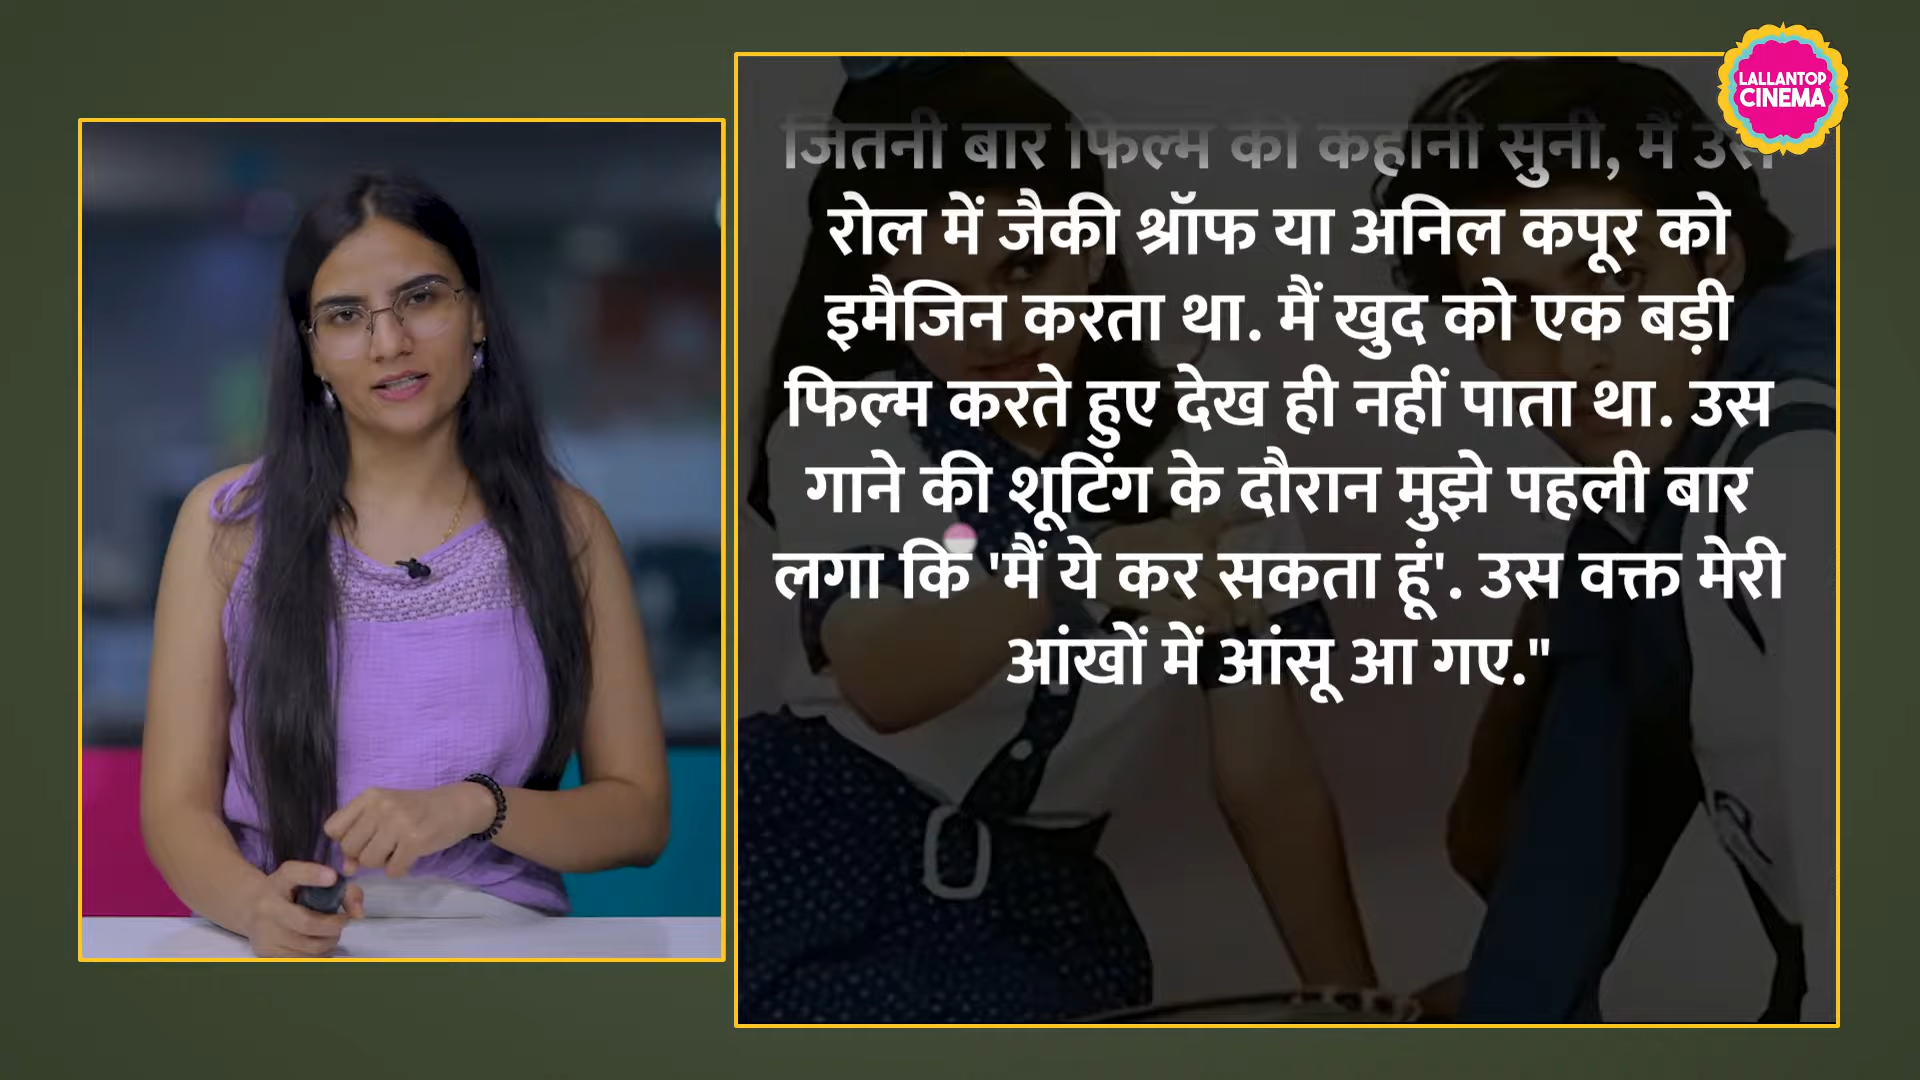 LALLANTOP
CINEMA
जितनी बार फिल्म की कहानी सुनी, मैं उस
रोल में जैकी श्रॉफ या अनिल कपूर को
इमैजिन करता था. मैं खुद को एक बड़ी
फिल्म करते हुए देख ही नहीं पाता था. उस
गाने की शूटिंग के दौरान मुझे पहली बार
लगा कि 'मैं ये कर सकता हूं'. उस वक्त मेरी
आंखों में आंसू आ गए."